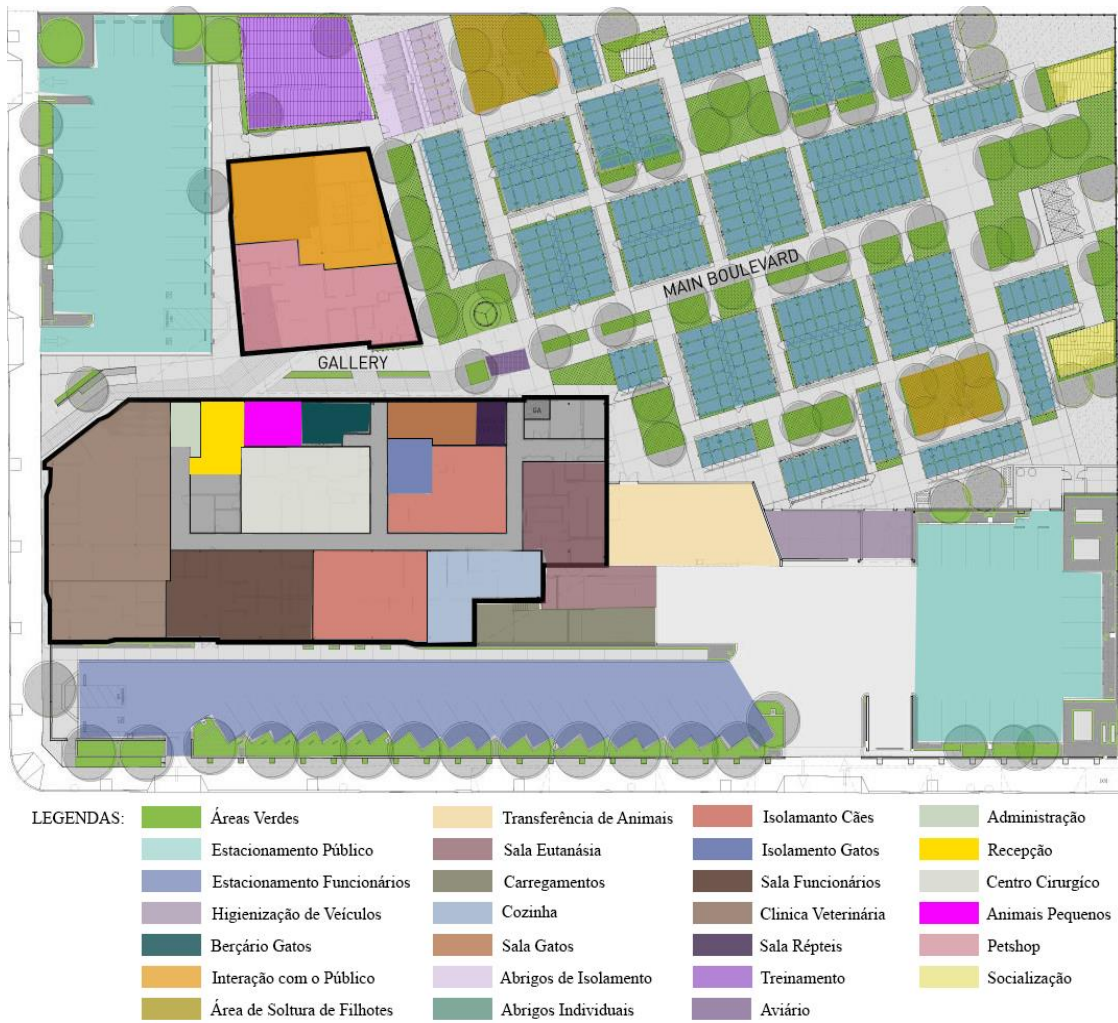 MAIN BOULEVARD
GALLERY
LEGENDAS:
Áreas Verdes
Estacionamento Público
Estacionamento Funcionários
Higienização de Veículos
Berçário Gatos
Interação com o Público
Área de Soltura de Filhotes
Transferência de Animais
Sala Eutanásia
Carregamentos
Cozinha
Sala Gatos
Abrigos de Isolamento
Abrigos Individuais
Isolamanto Cães
Isolamento Gatos
Sala Funcionários
Clinica Veterinária
Sala Répteis
Treinamento
Aviário
Administração
Recepção
Centro Cirurgíco
Animais Pequenos
Petshop
Socialização